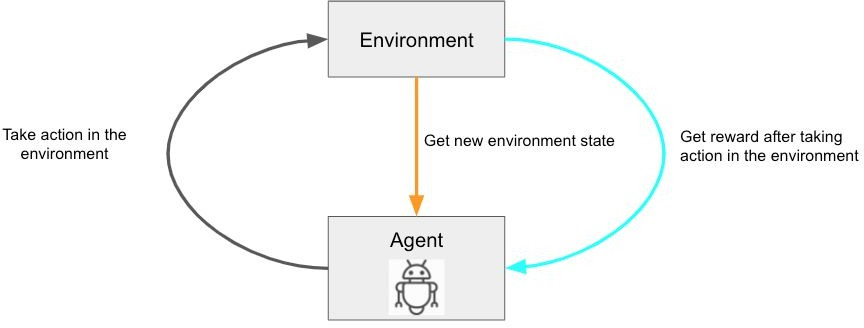 Environment
Take action in the
environment
Get new environment state
Get reward after taking
action in the environment
Agent